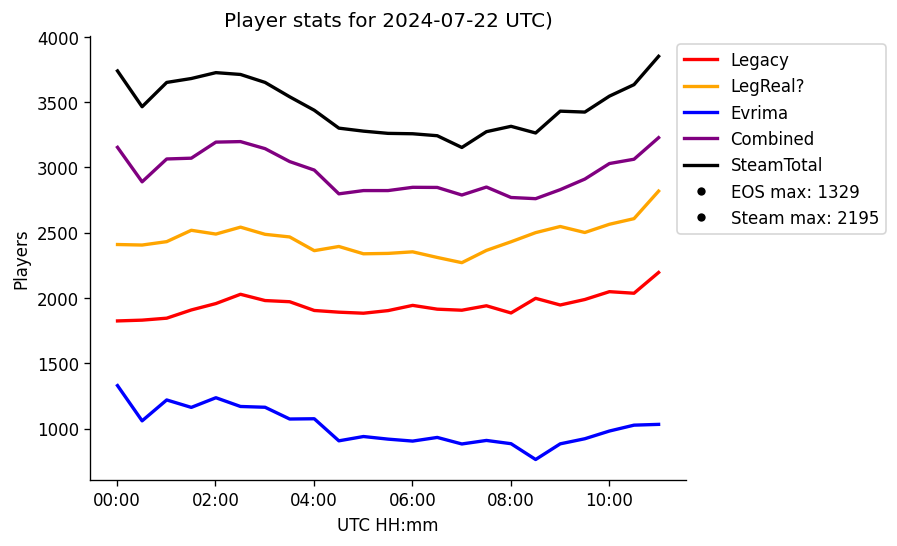 Player stats for 2024-07-22 UTC)
4000
3500
3000
2500
2000
1500
1000
Players
00:00 02:00 04:00 06:00 08:00 10:00
UTC HH:mm
Legacy
LegReal?
Evrima
Combined
SteamTotal
EOS max: 1329
Steam max: 2195